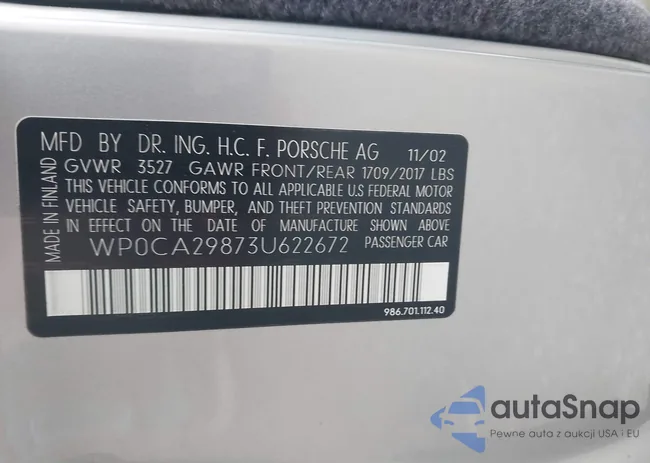 MFD BY DR. ING. H.C. F. PORSCHE AG 11/02
GVWR 3527 GAWR FRONT/REAR 1709/2017 LBS
THIS VEHICLE CONFORMS TO ALL APPLICABLE U.S FEDERAL MOTOR
VEHICLE SAFETY, BUMPER, AND THEFT PREVENTION STANDARDS
IN EFFECT ON THE DATE OF MANUFACTURE SHOWN ABOVE
WP0CA29873U622672 PASSENGER CAR
MADE IN FINLAND
986.701.112.40
autaSnap
Pewne auta z aukcji USA i EU